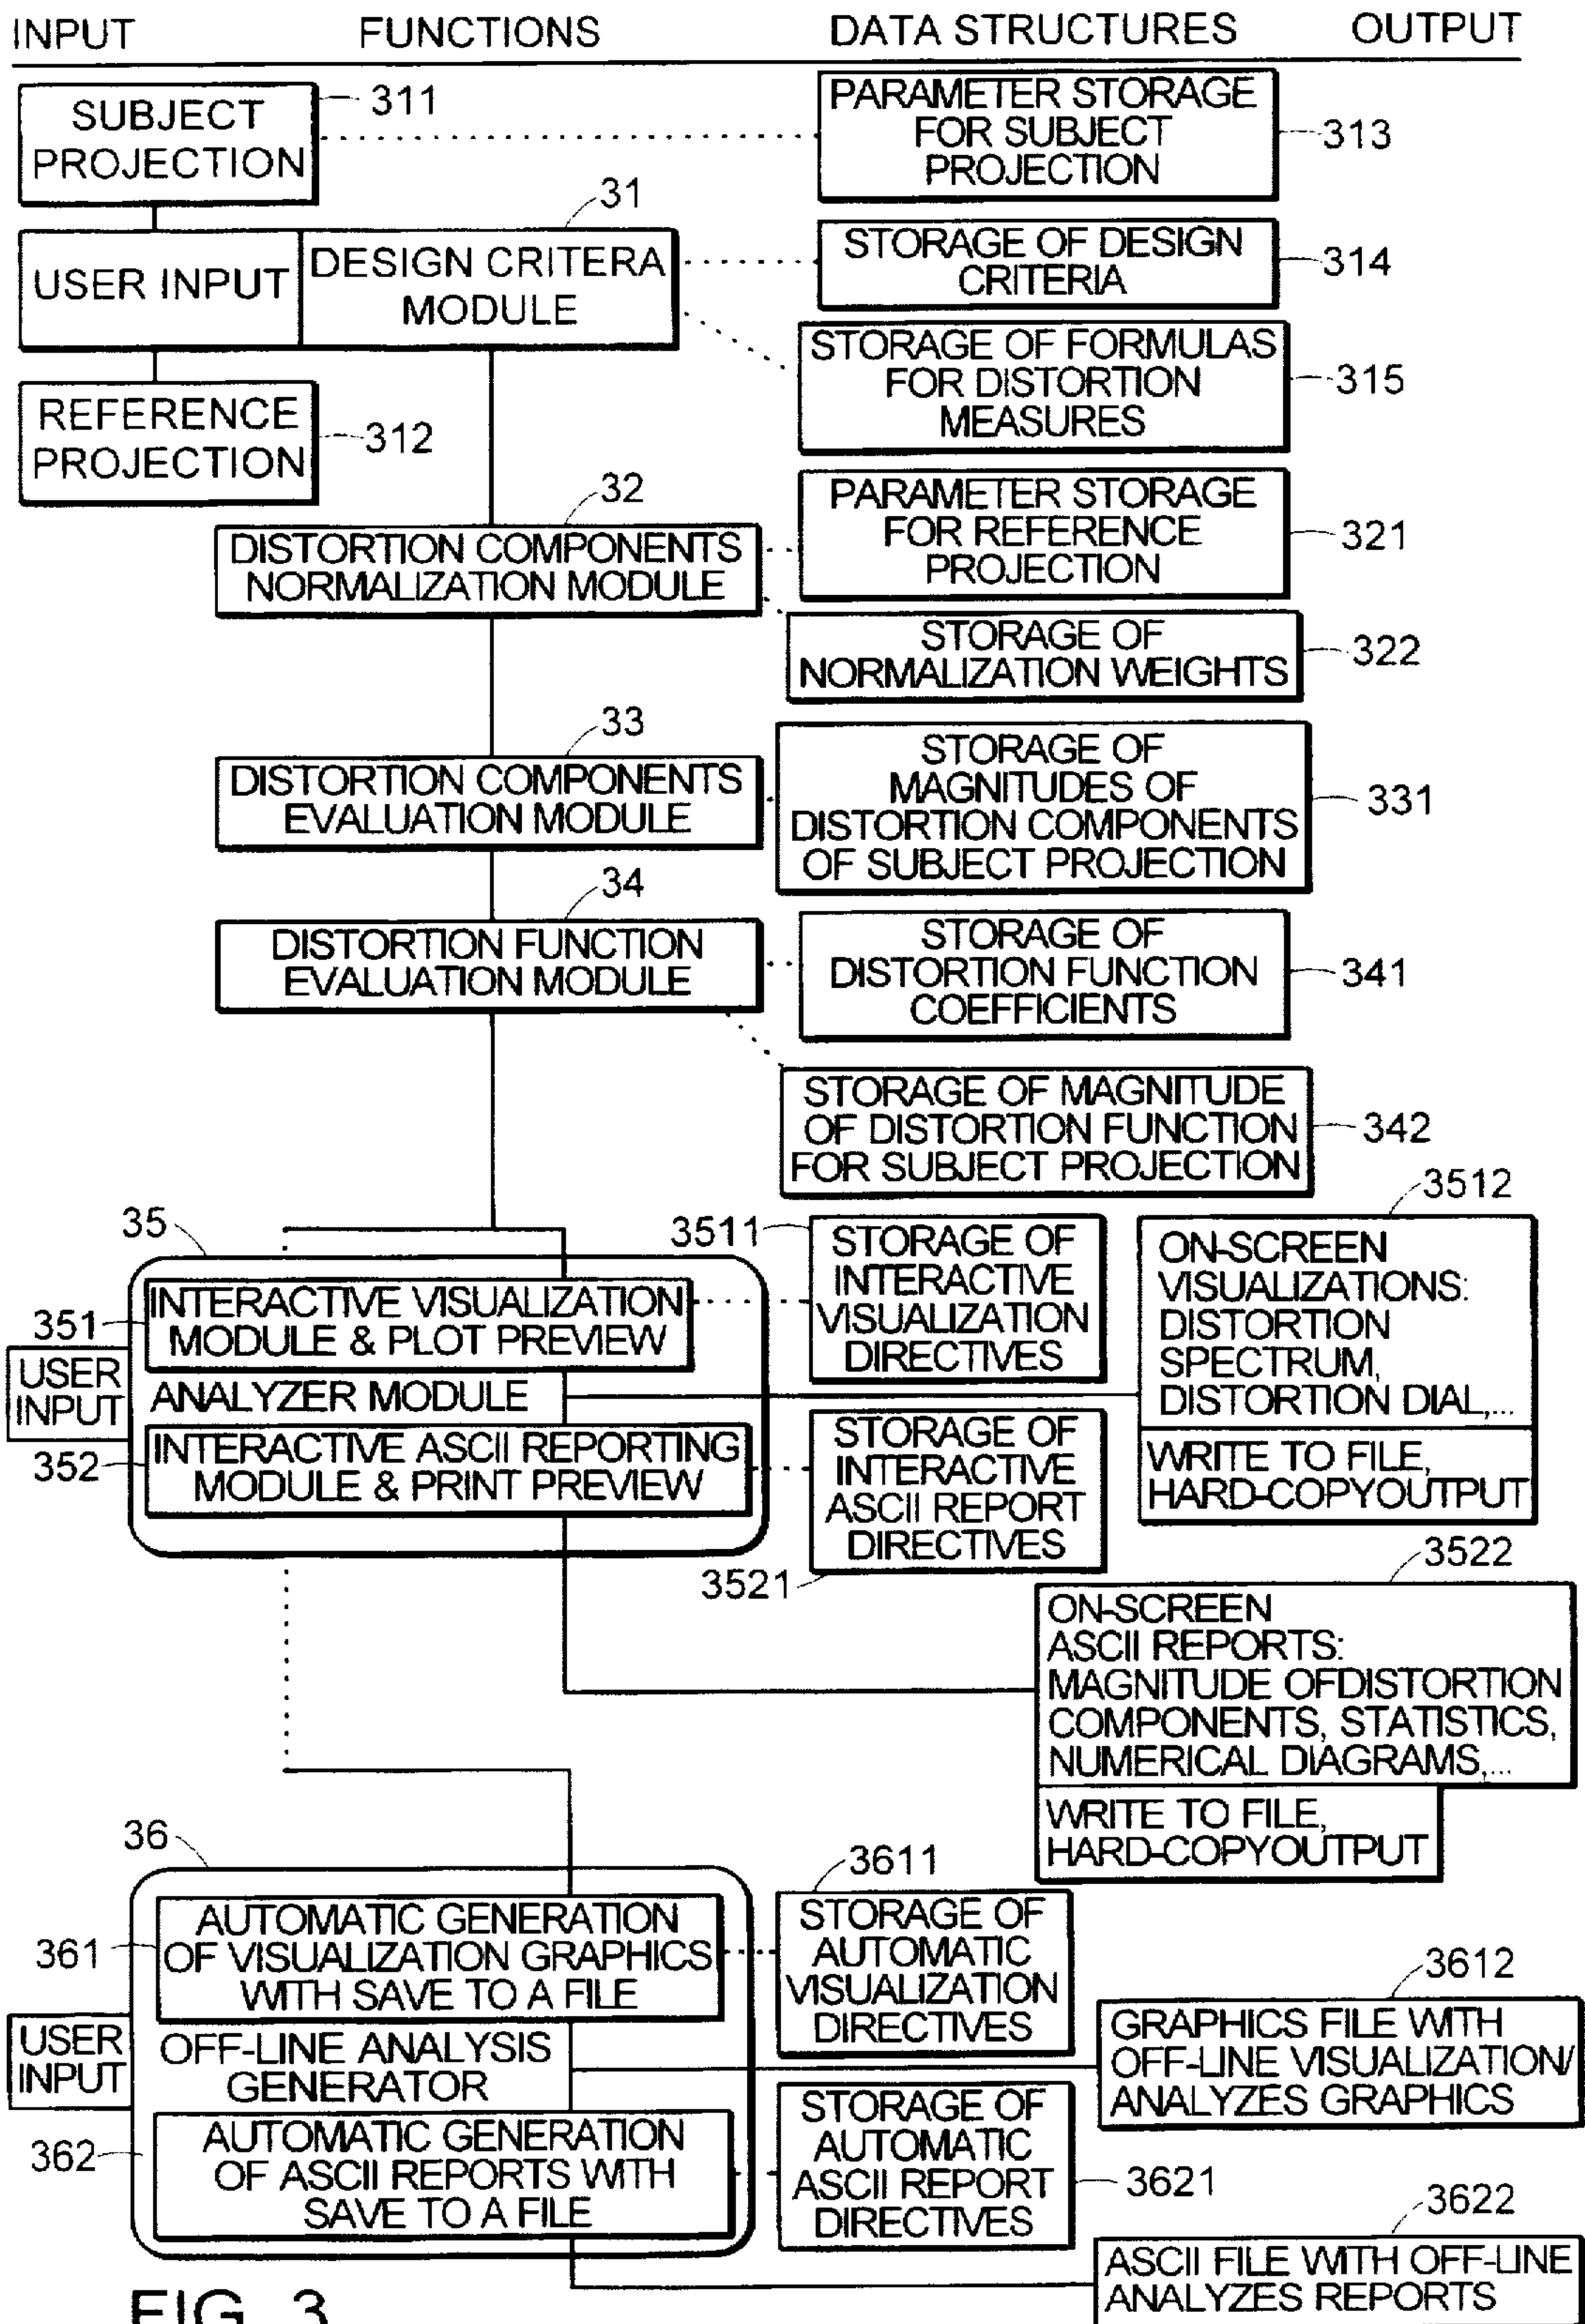 INPUT FUNCTIONS DATA STRUCTURES OUTPUT
SUBJECT
PROJECTION
311
PARAMETER STORAGE
FOR SUBJECT
PROJECTION
313
31
USER INPUT
DESIGN CRITERA
MODULE
STORAGE OF DESIGN
CRITERIA
314
STORAGE OF FORMULAS
FOR DISTORTION
MEASURES
315
REFERENCE
PROJECTION
312
32
DISTORTION COMPONENTS
NORMALIZATION MODULE
PARAMETER STORAGE
FOR REFERENCE
PROJECTION
321
STORAGE OF
NORMALIZATION WEIGHTS
322
33
DISTORTION COMPONENTS
EVALUATION MODULE
STORAGE OF
MAGNITUDES OF
DISTORTION COMPONENTS
OF SUBJECT PROJECTION
331
34
DISTORTION FUNCTION
EVALUATION MODULE
STORAGE OF
DISTORTION FUNCTION
COEFFICIENTS
341
STORAGE OF MAGNITUDE
OF DISTORTION FUNCTION
FOR SUBJECT PROJECTION
342
35
351
USER
INPUT
352
INTERACTIVE VISUALIZATION
MODULE & PLOT PREVIEW
ANALYZER MODULE
INTERACTIVE ASCII REPORTING
MODULE & PRINT PREVIEW
3511
STORAGE OF
INTERACTIVE
VISUALIZATION
DIRECTIVES
STORAGE OF
INTERACTIVE
ASCII REPORT
DIRECTIVES
3521
3512
ON-SCREEN
VISUALIZATIONS:
DISTORTION
SPECTRUM,
DISTORTION DIAL,...
WRITE TO FILE,
HARD-COPYOUTPUT
3522
ON-SCREEN
ASCII REPORTS:
MAGNITUDE OFDISTORTION
COMPONENTS, STATISTICS,
NUMERICAL DIAGRAMS,...
WRITE TO FILE,
HARD-COPYOUTPUT
36
361
USER
INPUT
362
AUTOMATIC GENERATION
OF VISUALIZATION GRAPHICS
WITH SAVE TO A FILE
OFF-LINE ANALYSIS
GENERATOR
AUTOMATIC GENERATION
OF ASCII REPORTS WITH
SAVE TO A FILE
3611
STORAGE OF
AUTOMATIC
VISUALIZATION
DIRECTIVES
STORAGE OF
AUTOMATIC
ASCII REPORT
DIRECTIVES
3621
3612
GRAPHICS FILE WITH
OFF-LINE VISUALIZATION/
ANALYZES GRAPHICS
3622
ASCII FILE WITH OFF-LINE
ANALYZES REPORTS
FIG. 3